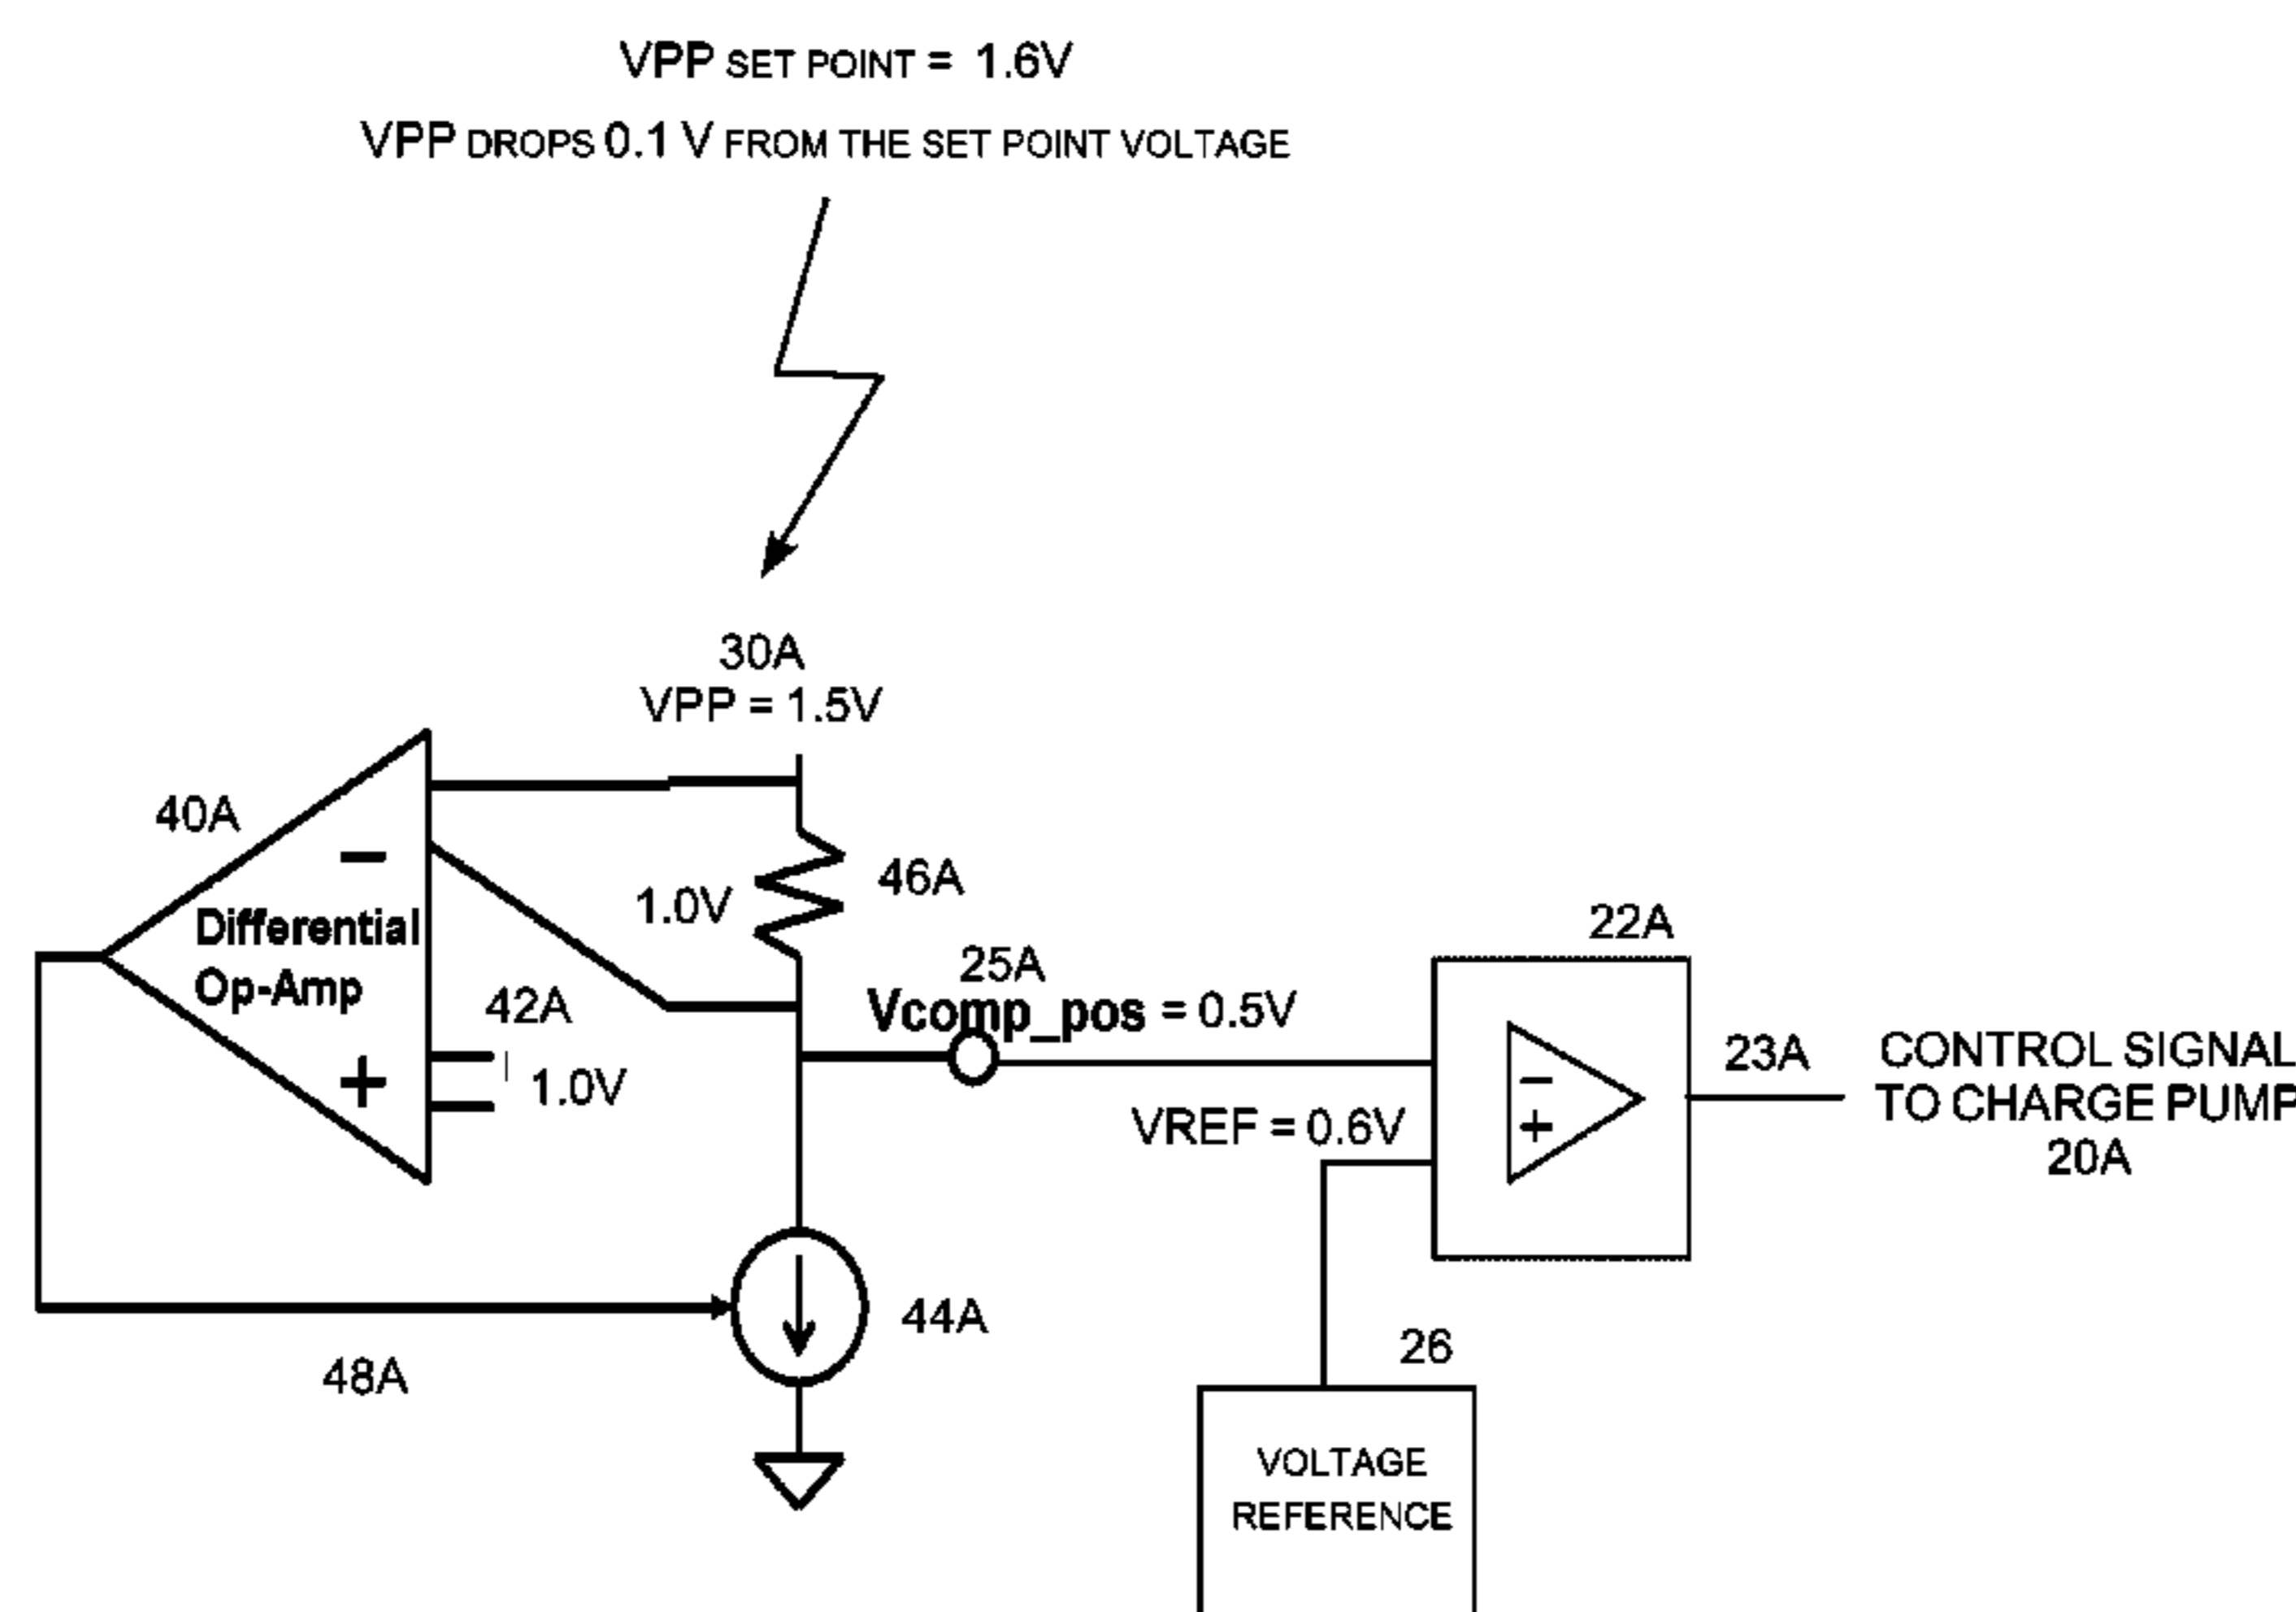 VPP SET POINT = 1.6V
VPP DROPS 0.1 V FROM THE SET POINT VOLTAGE
30A
VPP = 1.5V
40A
−
46A
1.0V
Differential
Op-Amp
42A
+
1.0V
25A
Vcomp_pos = 0.5V
22A
−
+
23A
CONTROL SIGNAL
TO CHARGE PUMP
20A
VREF = 0.6V
44A
48A
26
VOLTAGE
REFERENCE